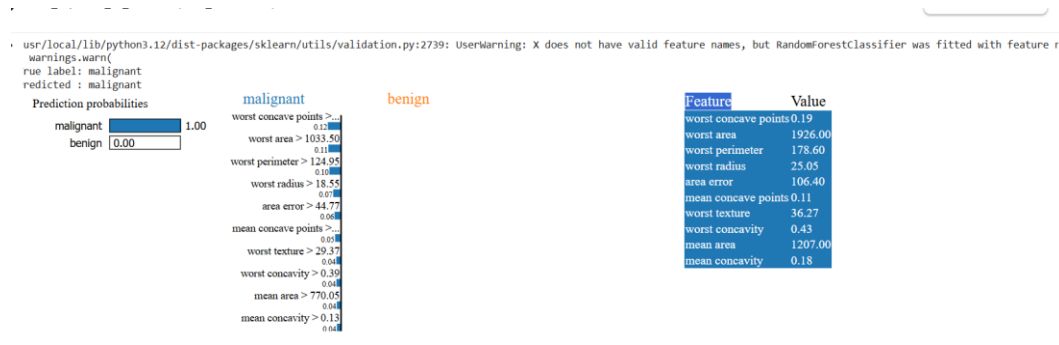 usr/local/lib/python3.12/dist-packages/sklearn/utils/validation.py:2739: UserWarning: X does not have valid feature names, but RandomForestClassifier was fitted with feature
warnings.warn(
rue label: malignant
redicted : malignant
Prediction probabilities
malignant 1.00
benign 0.00
malignant benign
worst concave points >...
0.12
worst area > 1033.50
0.11
worst perimeter > 124.95
0.10
worst radius > 18.55
0.07
area error > 44.77
0.06
mean concave points >...
0.05
worst texture > 29.37
0.04
worst concavity > 0.39
0.04
mean area > 770.05
0.04
mean concavity > 0.13
0.04
Feature Value
worst concave points 0.19
worst area 1926.00
worst perimeter 178.60
worst radius 25.05
area error 106.40
mean concave points 0.11
worst texture 36.27
worst concavity 0.43
mean area 1207.00
mean concavity 0.18